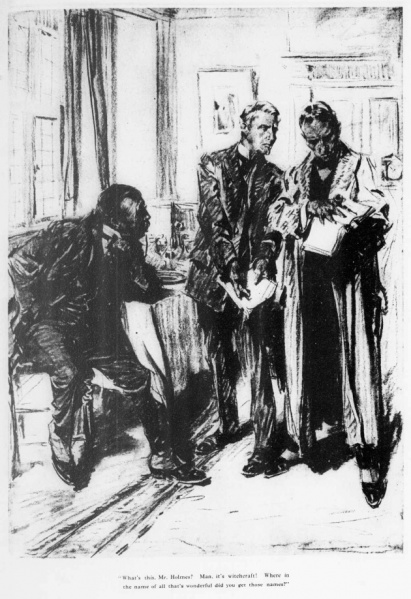 "What's this, Mr. Holmes? Man, it's witchcraft! Where in
the name of all that's wonderful did you get those names?"